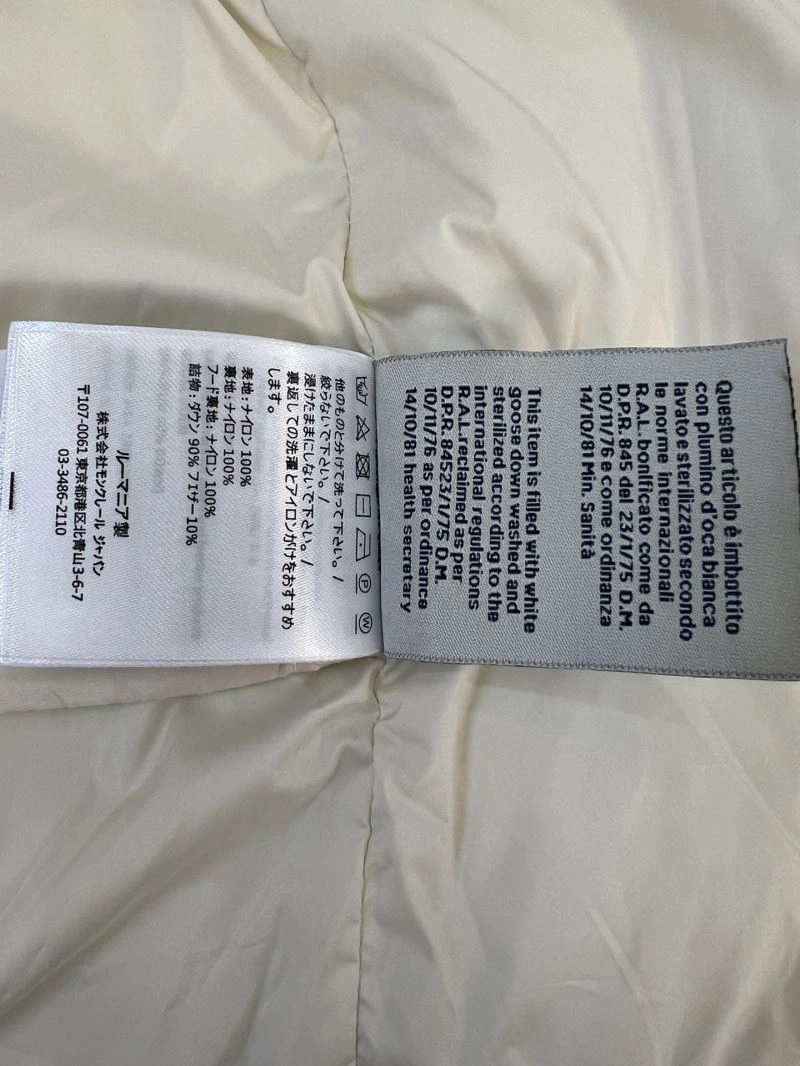 Questo articolo è imbottito
con piumino d'oca bianca
lavato e sterilizzato secondo
le norme internazionali
R.A.L. bonificato come da
D.P.R. 845 del 23/1/75 D.M.
10/11/76 e come ordinanza
14/10/81 Min. Sanità
This item is filled with white
goose down washed and
sterilized according to the
international regulations
R.A.L.reclaimed as per
D.P.R. 84523/1/75 D.M.
10/11/76 as per ordinance
14/10/81 health secretary
P W
他のものと分けて洗って下さい。/
絞らないで下さい。/
浸けたままにしないで下さい。/
裏返しての洗濯とアイロンがけをおすすめ
します。
表地:ナイロン 100%
裏地:ナイロン 100%
フード裏地:ナイロン 100%
詰物:ダウン 90% フェザー 10%
ルーマニア製
株式会社モンクレール ジャパン
〒107-0061 東京都港区北青山 3-6-7
03-3486-2110